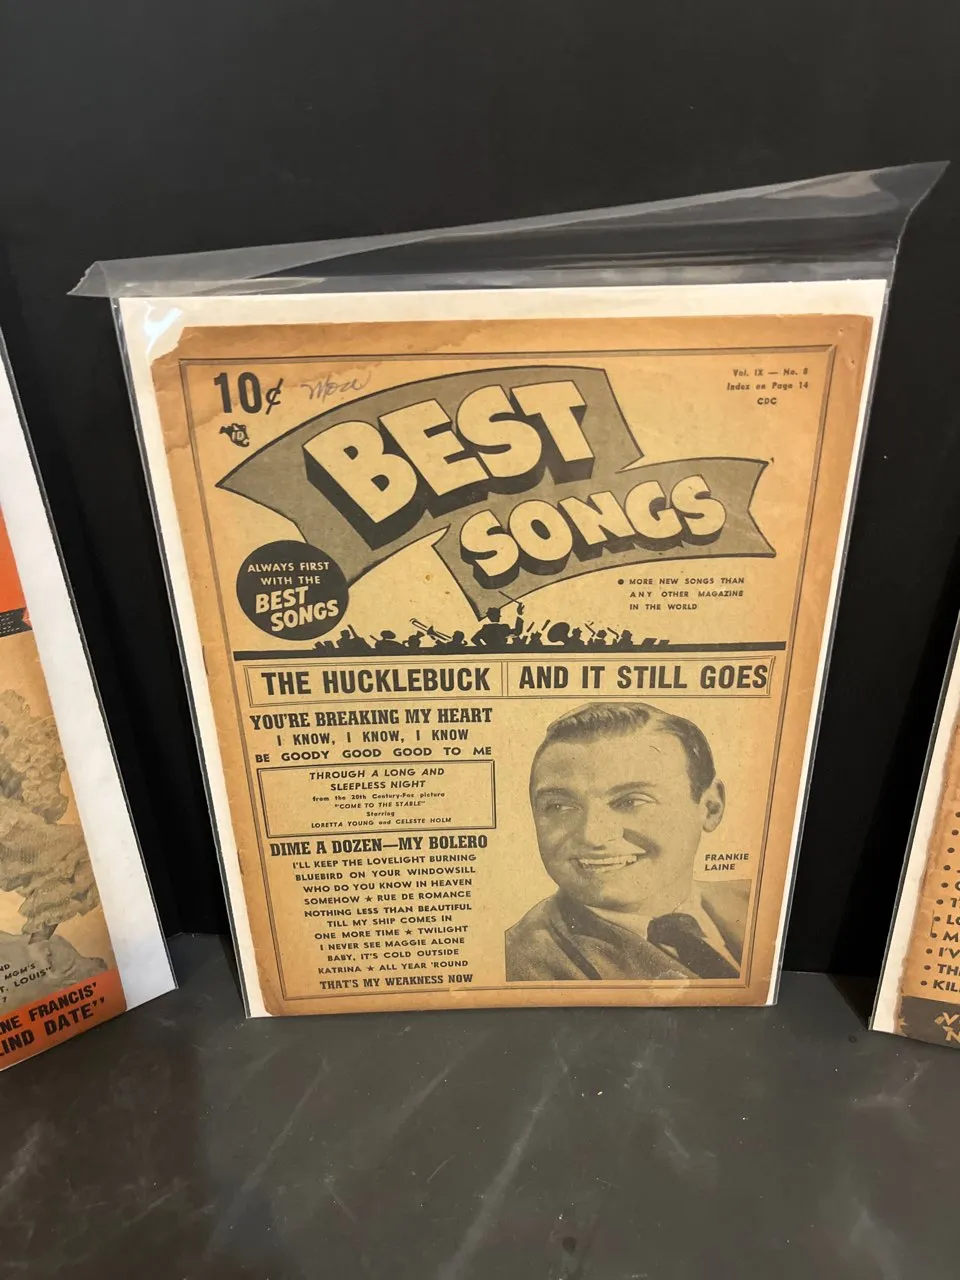 10¢
10¢
Vol. IX — No. 8
Index on Page 14
CDC
BEST
SONGS
ALWAYS FIRST
WITH THE
BEST
SONGS
● MORE NEW SONGS THAN
ANY OTHER MAGAZINE
IN THE WORLD
THE HUCKLEBUCK
AND IT STILL GOES
YOU'RE BREAKING MY HEART
I KNOW, I KNOW, I KNOW
BE GOODY GOOD GOOD TO ME
THROUGH A LONG AND
SLEEPLESS NIGHT
from the 20th Century-Fox picture
"COME TO THE STABLE"
Starring
LORETTA YOUNG and CELESTE HOLM
DIME A DOZEN—MY BOLERO
I'LL KEEP THE LOVELIGHT BURNING
BLUEBIRD ON YOUR WINDOWSILL
WHO DO YOU KNOW IN HEAVEN
SOMEHOW ★ RUE DE ROMANCE
NOTHING LESS THAN BEAUTIFUL
TILL MY SHIP COMES IN
ONE MORE TIME ★ TWILIGHT
I NEVER SEE MAGGIE ALONE
BABY, IT'S COLD OUTSIDE
KATRINA ★ ALL YEAR 'ROUND
THAT'S MY WEAKNESS NOW
FRANKIE
LAINE
MGM'S
T. LOUIS"
NE FRANCIS'
IND DATE"